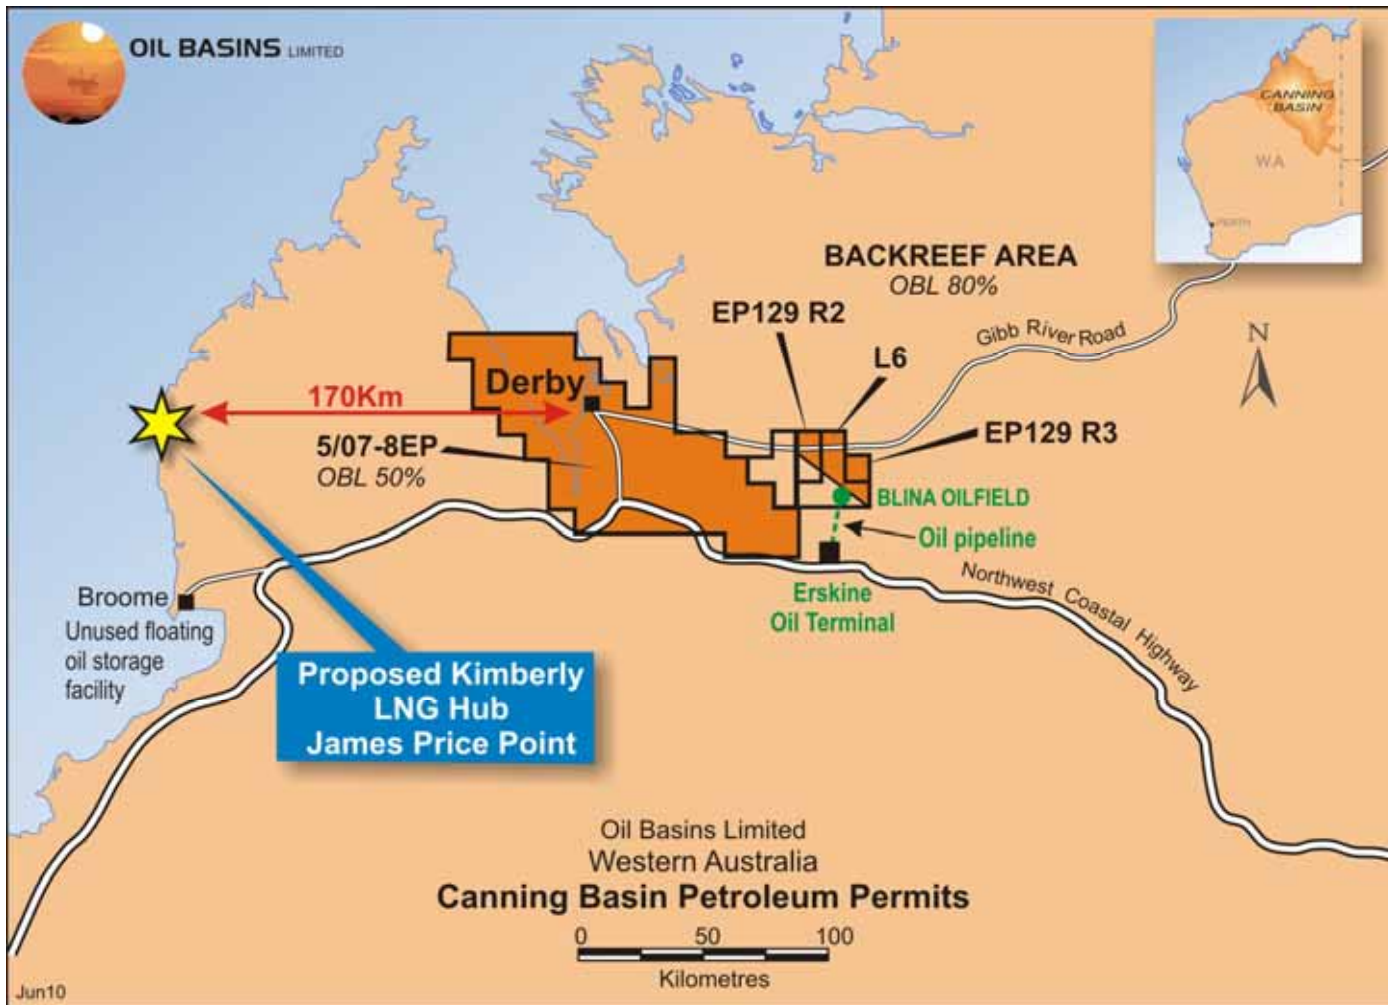 OIL BASINS LIMITED
CANNING
BASIN
WA
PERTH
BACKREEF AREA
OBL 80%
EP129 R2
L6
Gibb River Road
N
EP129 R3
Derby
170Km
5/07-8EP
OBL 50%
BLINA OILFIELD
Oil pipeline
Erskine
Oil Terminal
Northwest Coastal Highway
Broome
Unused floating
oil storage
facility
Proposed Kimberly
LNG Hub
James Price Point
Oil Basins Limited
Western Australia
Canning Basin Petroleum Permits
0 50 100
Kilometres
Jun10